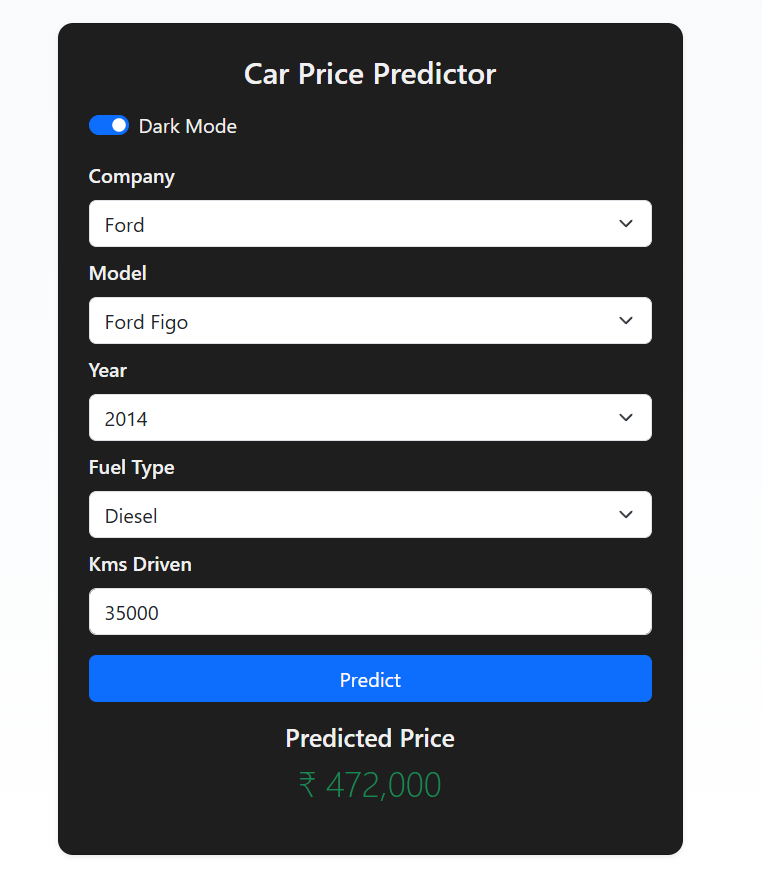 Car Price Predictor
Dark Mode
Company
Ford
Model
Ford Figo
Year
2014
Fuel Type
Diesel
Kms Driven
35000
Predict
Predicted Price
₹ 472,000